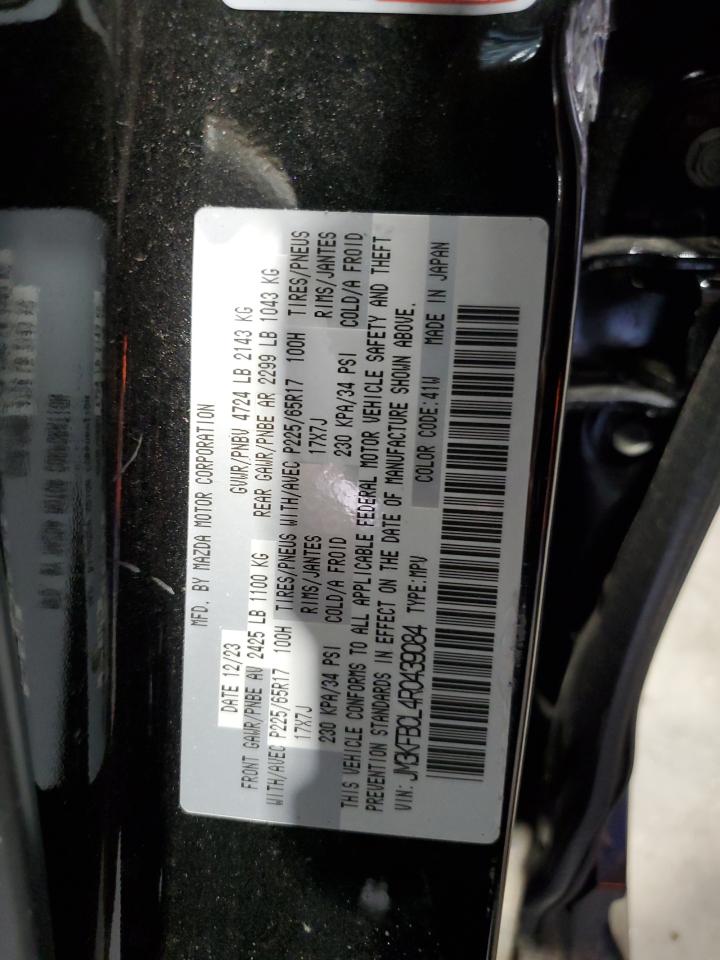 MFD. BY MAZDA MOTOR CORPORATION
DATE 12/23 GVWR/PNBV 4724 LB 2143 KG
FRONT GAWR/PNBE AV 2425 LB 1100 KG REAR GAWR/PNBE AR 2299 LB 1043 KG
WITH/AVEC P225/65R17 100H TIRES/PNEUS WITH/AVEC P225/65R17 100H TIRES/PNEUS
17X7J RIMS/JANTES 17X7J RIMS/JANTES
230 KPA/34 PSI COLD/A FROID 230 KPA/34 PSI COLD/A FROID
THIS VEHICLE CONFORMS TO ALL APPLICABLE FEDERAL MOTOR VEHICLE SAFETY AND THEFT
PREVENTION STANDARDS IN EFFECT ON THE DATE OF MANUFACTURE SHOWN ABOVE.
VIN: JM3KFBCL4R0439084 TYPE: MPV COLOR CODE: 41W MADE IN JAPAN